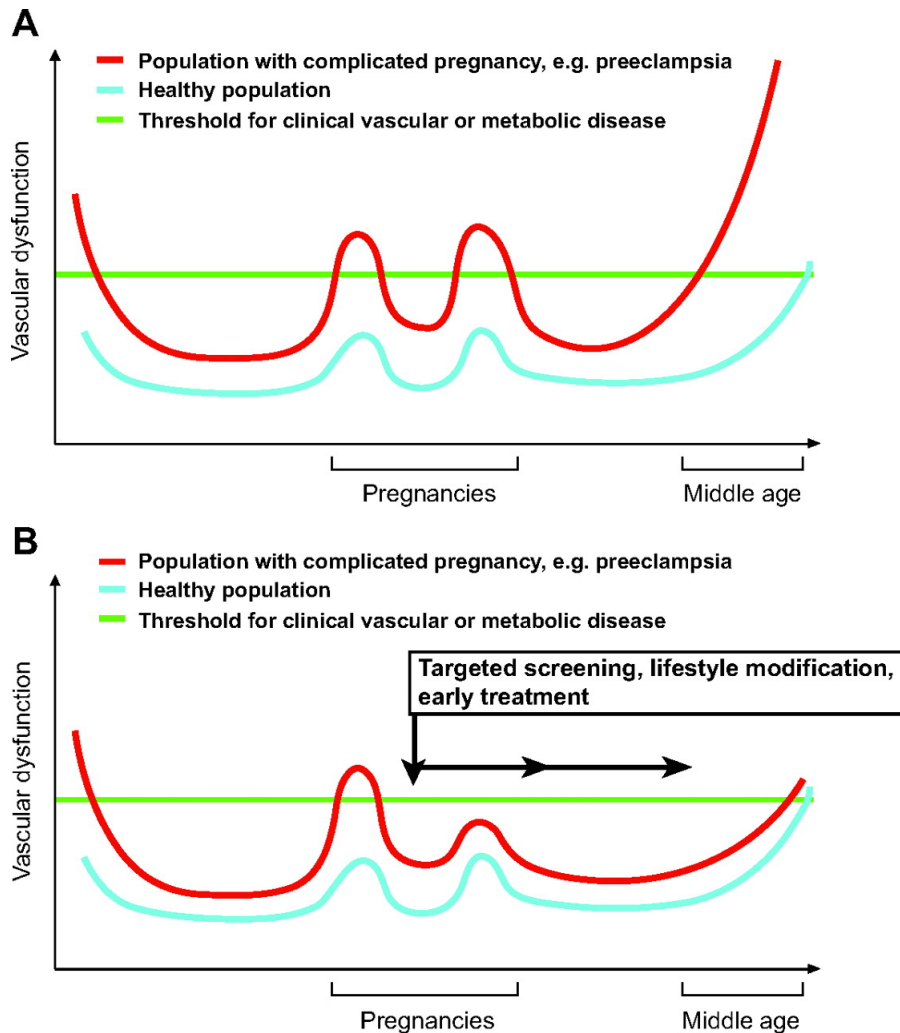 A
Population with complicated pregnancy, e.g. preeclampsia
Healthy population
Threshold for clinical vascular or metabolic disease
Vascular dysfunction
Pregnancies
Middle age
B
Population with complicated pregnancy, e.g. preeclampsia
Healthy population
Threshold for clinical vascular or metabolic disease
Targeted screening, lifestyle modification,
early treatment
Vascular dysfunction
Pregnancies
Middle age